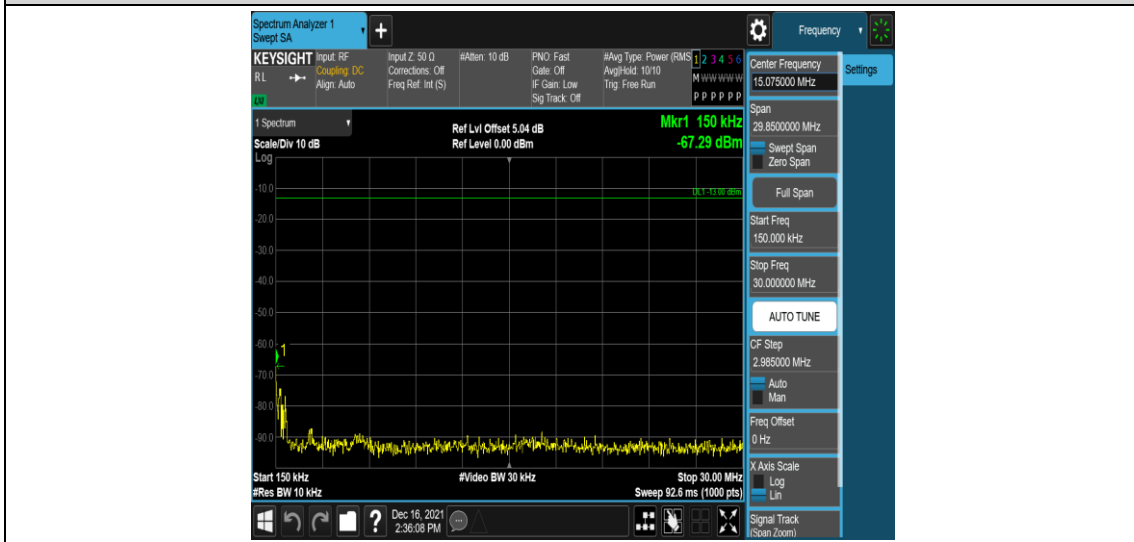 Spectrum Analyzer 1
Swept SA
Frequency
KEYSIGHT
RL
LXI
Input: RF
Coupling: DC
Align: Auto
Input Z: 50 Ω
Corrections: Off
Freq Ref: Int (S)
#Atten: 10 dB
PNO: Fast
Gate: Off
IF Gain: Low
Sig Track: Off
#Avg Type: Power (RMS
Avg|Hold: 10/10
Trig: Free Run
1 2 3 4 5 6
M W W W W W
P P P P P P
1 Spectrum
Scale/Div 10 dB
Log
Ref Lvl Offset 5.04 dB
Ref Level 0.00 dBm
Mkr1 150 kHz
-67.29 dBm
DL1 -13.00 dBm
-10.0
-20.0
-30.0
-40.0
-50.0
-60.0
1
-70.0
-80.0
-90.0
Start 150 kHz
#Res BW 10 kHz
#Video BW 30 kHz
Stop 30.00 MHz
Sweep 92.6 ms (1000 pts)
Dec 16, 2021
2:36:08 PM
Center Frequency
15.075000 MHz
Settings
Span
29.8500000 MHz
Swept Span
Zero Span
Full Span
Start Freq
150.000 kHz
Stop Freq
30.000000 MHz
AUTO TUNE
CF Step
2.985000 MHz
Auto
Man
Freq Offset
0 Hz
X Axis Scale
Log
Lin
Signal Track
(Span Zoom)